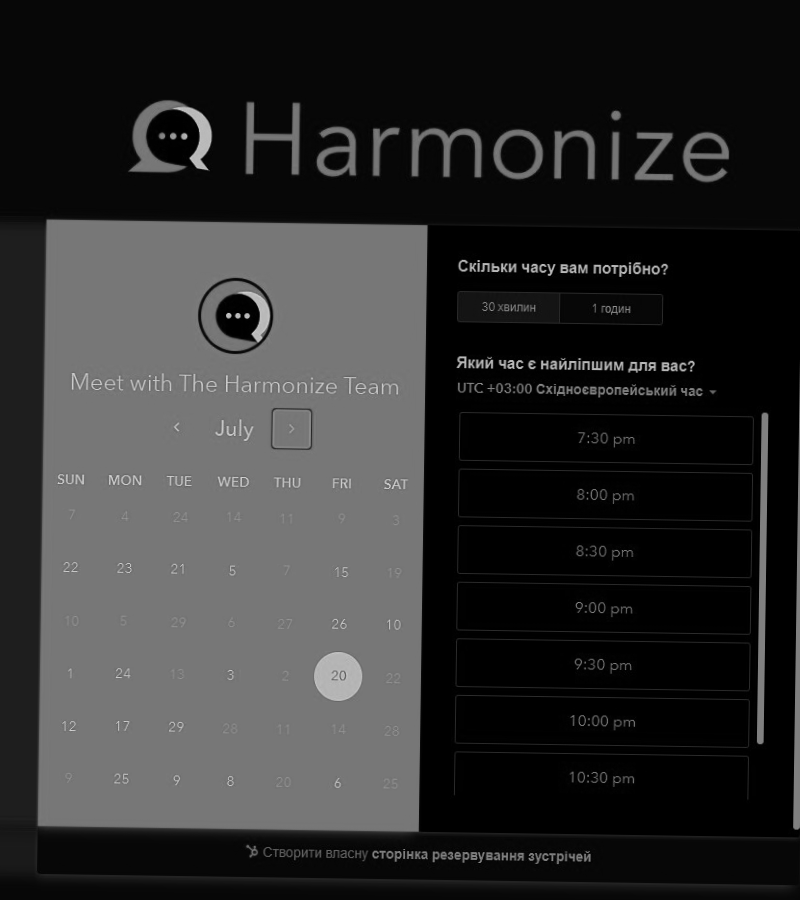 Harmonize
Meet with The Harmonize Team
July
SUN MON TUE WED THU FRI SAT
7 4 24 14 11 9 3
22 23 21 5 7 15 19
10 5 29 6 27 26 10
1 24 13 3 2 20 22
12 17 29 28 11 14 28
9 25 9 8 20 6 25
Скільки часу вам потрібно?
30 хвилин 1 годин
Який час є найліпшим для вас?
UTC +03:00 Східноєвропейський час
7:30 pm
8:00 pm
8:30 pm
9:00 pm
9:30 pm
10:00 pm
10:30 pm
Створити власну сторінка резервування зустрічей